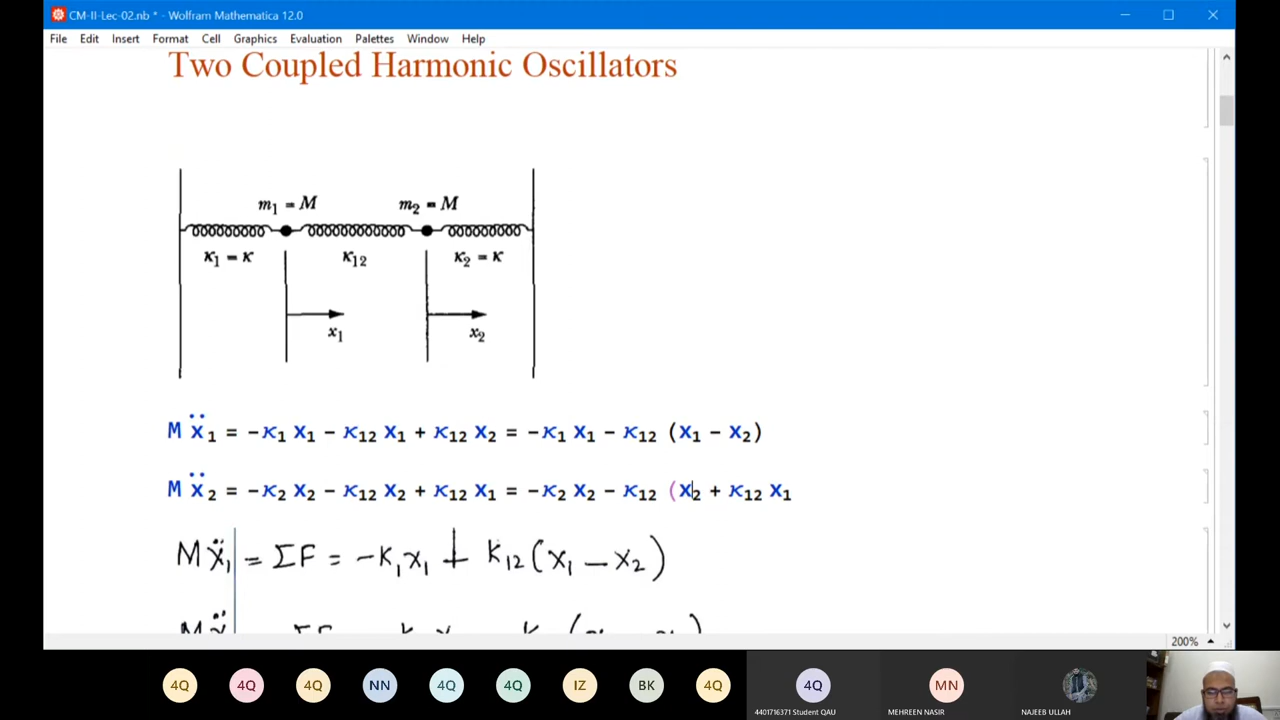 CM-II-Lec-02.nb * - Wolfram Mathematica 12.0
File Edit Insert Format Cell Graphics Evaluation Palettes Window Help
Two Coupled Harmonic Oscillators
m₁ = M m₂ = M
κ₁ = κ κ₁₂ κ₂ = κ
x₁ x₂
M ẍ₁ = -κ₁ x₁ - κ₁₂ x₁ + κ₁₂ x₂ = -κ₁ x₁ - κ₁₂ (x₁ - x₂)
M ẍ₂ = -κ₂ x₂ - κ₁₂ x₂ + κ₁₂ x₁ = -κ₂ x₂ - κ₁₂ (x₂ + κ₁₂ x₁
Mẍ₁ = ΣF = -K₁x₁ + K₁₂(x₁ - x₂)
200%
4Q 4Q 4Q NN 4Q 4Q IZ BK 4Q 4Q MN
4401716371 Student QAU MEHREEN NASIR NAJEEB ULLAH